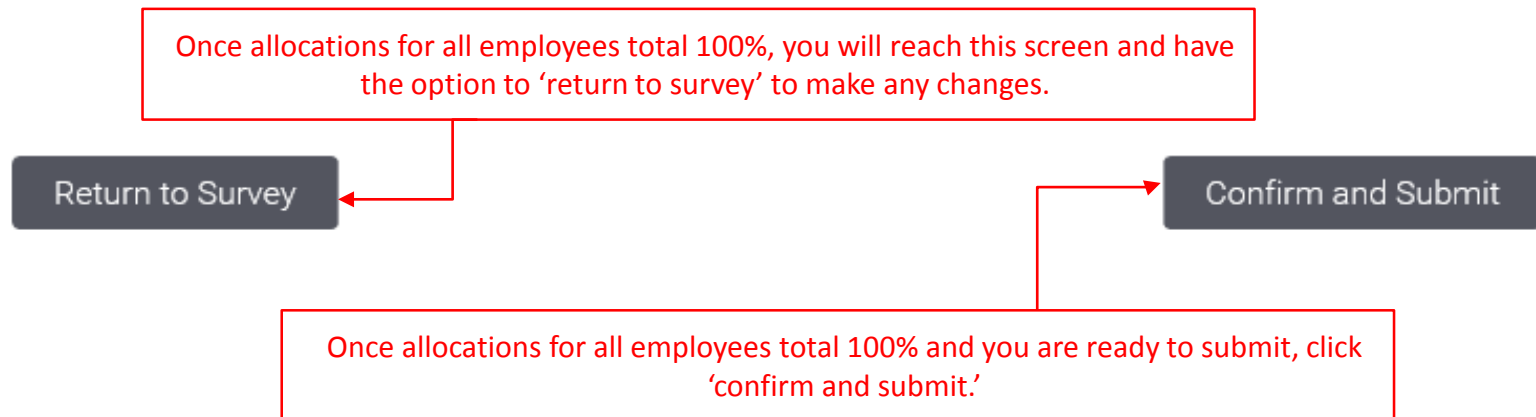 Once allocations for all employees total 100%, you will reach this screen and have
the option to ‘return to survey’ to make any changes.
Return to Survey
Confirm and Submit
Once allocations for all employees total 100% and you are ready to submit, click
‘confirm and submit.’